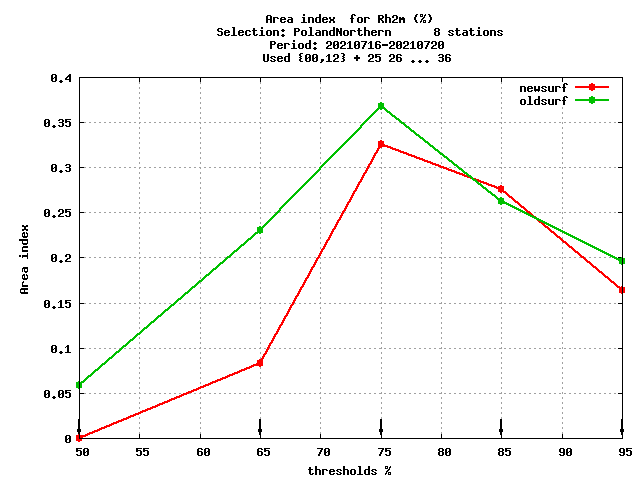 Area index  for Rh2m (%)
Selection: PolandNorthern      8 stations
Period: 20210716-20210720
Used {00,12} + 25 26 ... 36
newsurf
oldsurf
0.4
0.35
0.3
0.25
0.2
0.15
0.1
0.05
0
Area index
50 55 60 65 70 75 80 85 90 95
thresholds %